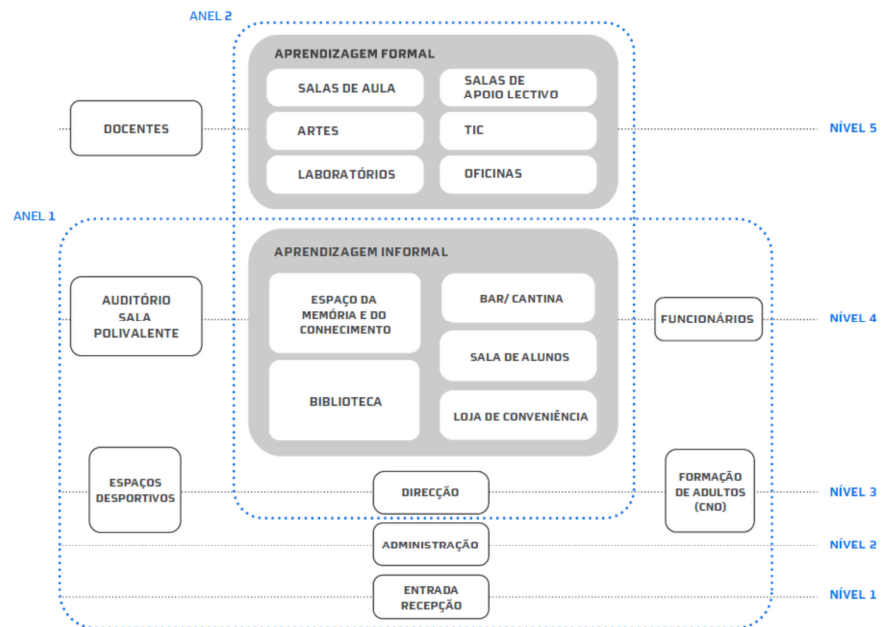 ANEL 2
APRENDIZAGEM FORMAL
SALAS DE AULA
SALAS DE
APOIO LECTIVO
DOCENTES
ARTES
TIC
NÍVEL 5
LABORATÓRIOS
OFICINAS
ANEL 1
APRENDIZAGEM INFORMAL
AUDITÓRIO
SALA
POLIVALENTE
ESPAÇO DA
MEMÓRIA E DO
CONHECIMENTO
BAR/ CANTINA
FUNCIONÁRIOS
NÍVEL 4
SALA DE ALUNOS
BIBLIOTECA
LOJA DE CONVENIÊNCIA
ESPAÇOS
DESPORTIVOS
DIRECÇÃO
FORMAÇÃO
DE ADULTOS
(CNO)
NÍVEL 3
ADMINISTRAÇÃO
NÍVEL 2
ENTRADA
RECEPÇÃO
NÍVEL 1